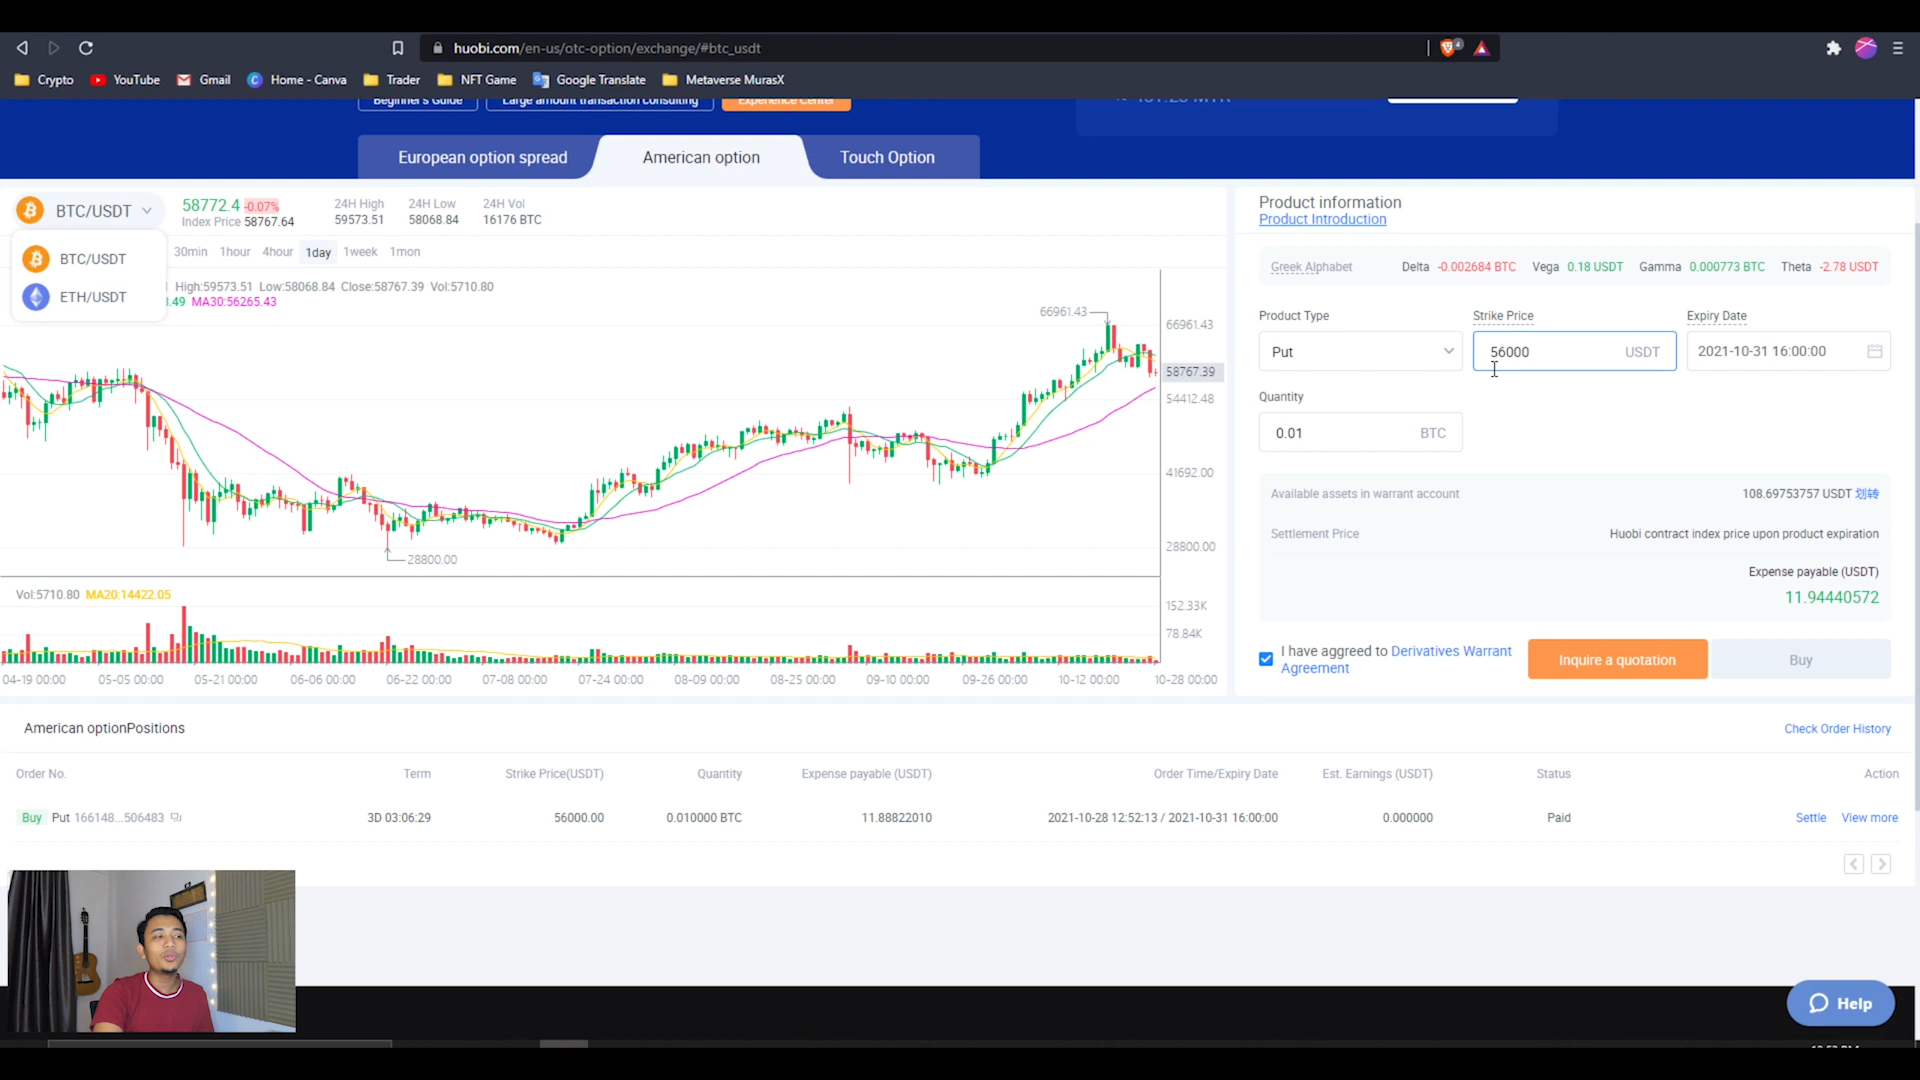 huobi.com/en-us/otc-option/exchange/#btc_usdt
4
Crypto YouTube Gmail Home - Canva Trader NFT Game Google Translate Metaverse MurasX
Beginner's Guide Large amount transaction consulting Experience Center
European option spread American option Touch Option
BTC/USDT
58772.4 -0.07%
Index Price 58767.64
24H High 24H Low 24H Vol
59573.51 58068.84 16176 BTC
BTC/USDT
ETH/USDT
30min 1hour 4hour 1day 1week 1mon
High:59573.51 Low:58068.84 Close:58767.39 Vol:5710.80
MA30:56265.43
66961.43
66961.43
58767.39
54412.48
41692.00
28800.00
28800.00
Vol:5710.80 MA20:14422.05
152.33K
78.84K
04-19 00:00 05-05 00:00 05-21 00:00 06-06 00:00 06-22 00:00 07-08 00:00 07-24 00:00 08-09 00:00 08-25 00:00 09-10 00:00 09-26 00:00 10-12 00:00 10-28 00:00
Product information
Product Introduction
Greek Alphabet Delta -0.002684 BTC Vega 0.18 USDT Gamma 0.000773 BTC Theta -2.78 USDT
Product Type Strike Price Expiry Date
Put 56000 USDT 2021-10-31 16:00:00
Quantity
0.01 BTC
Available assets in warrant account 108.69753757 USDT 划转
Settlement Price Huobi contract index price upon product expiration
Expense payable (USDT)
11.94440572
I have aggreed to Derivatives Warrant
Agreement
Inquire a quotation Buy
American optionPositions Check Order History
Order No. Term Strike Price(USDT) Quantity Expense payable (USDT) Order Time/Expiry Date Est. Earnings (USDT) Status Action
Buy Put 166148...506483 3D 03:06:29 56000.00 0.010000 BTC 11.88822010 2021-10-28 12:52:13 / 2021-10-31 16:00:00 0.000000 Paid Settle View more
Help